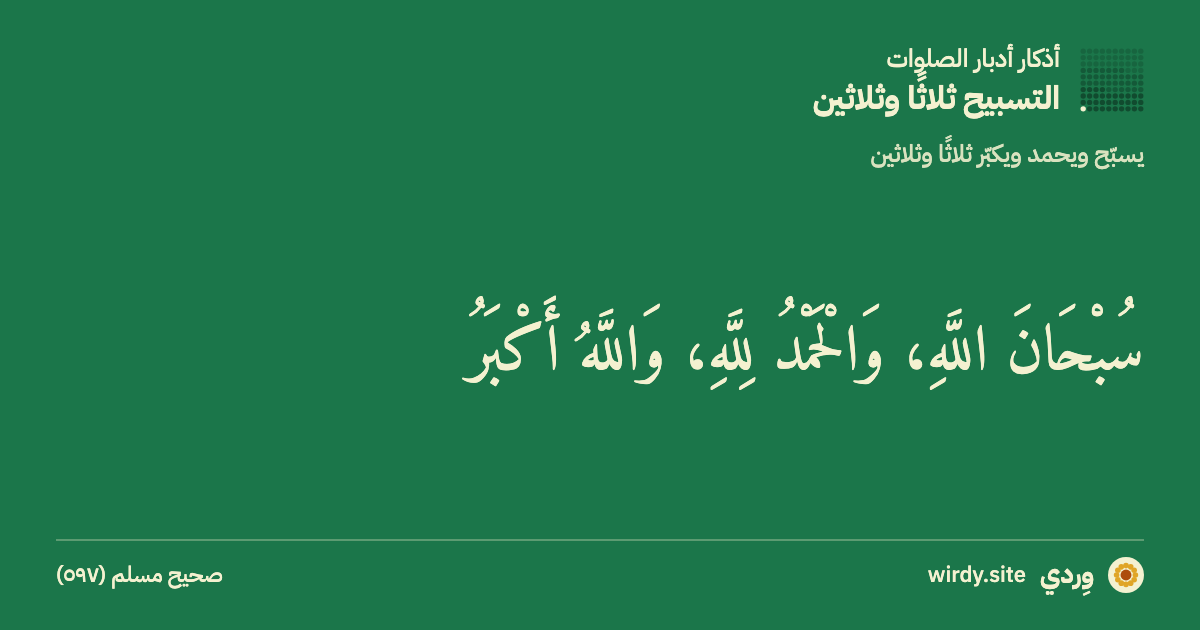 أذكار أدبار الصلوات
التسبيح ثلاثًا وثلاثين
يسبّح ويحمد ويكبّر ثلاثًا وثلاثين
سُبْحَانَ اللَّهِ، وَالْحَمْدُ لِلَّهِ، وَاللَّهُ أَكْبَرُ
وِردي wirdy.site
صحيح مسلم (٥٩٧)